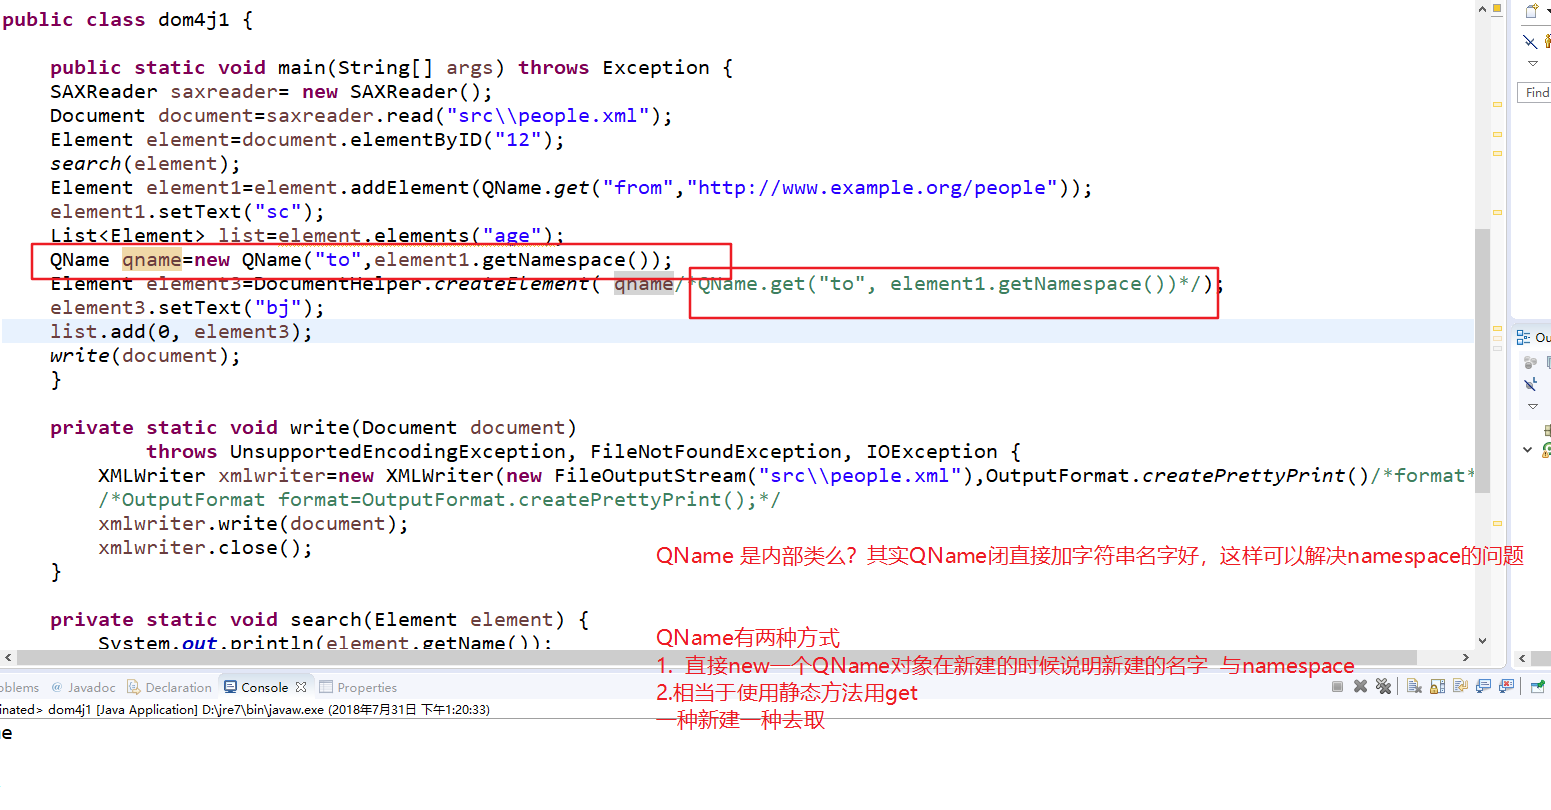 public class dom4j1 {
Find
public static void main(String[] args) throws Exception {
SAXReader saxreader= new SAXReader();
Document document=saxreader.read("src\\people.xml");
Element element=document.elementByID("12");
search(element);
Element element1=element.addElement(QName.get("from","http://www.example.org/people"));
element1.setText("sc");
List<Element> list=element.elements("age");
QName qname=new QName("to",element1.getNamespace());
Element element3=DocumentHelper.createElement( qname/*QName.get("to", element1.getNamespace())*/);
element3.setText("bj");
list.add(0, element3);
Ou
write(document);
}
private static void write(Document document)
throws UnsupportedEncodingException, FileNotFoundException, IOException {
XMLWriter xmlwriter=new XMLWriter(new FileOutputStream("src\\people.xml"),OutputFormat.createPrettyPrint()/*format*
/*OutputFormat format=OutputFormat.createPrettyPrint();*/
xmlwriter.write(document);
xmlwriter.close();
QName 是内部类么？其实QName闭直接加字符串名字好，这样可以解决namespace的问题
}
private static void search(Element element) {
QName有两种方式
System.out.println(element.getName());
1. 直接new一个QName对象在新建的时候说明新建的名字 与namespace
oblems @ Javadoc Declaration Console Properties
2.相当于使用静态方法用get
inated> dom4j1 [Java Application] D:\jre7\bin\javaw.exe (2018年7月31日 下午1:20:33)
一种新建一种去取
e